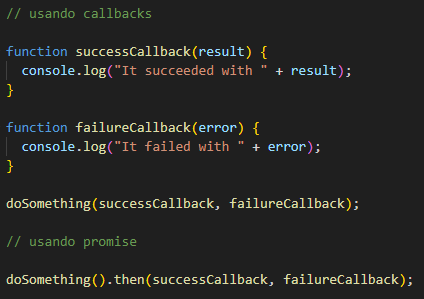 // usando callbacks
function successCallback(result) {
console.log("It succeeded with " + result);
}
function failureCallback(error) {
console.log("It failed with " + error);
}
doSomething(successCallback, failureCallback);
// usando promise
doSomething().then(successCallback, failureCallback);